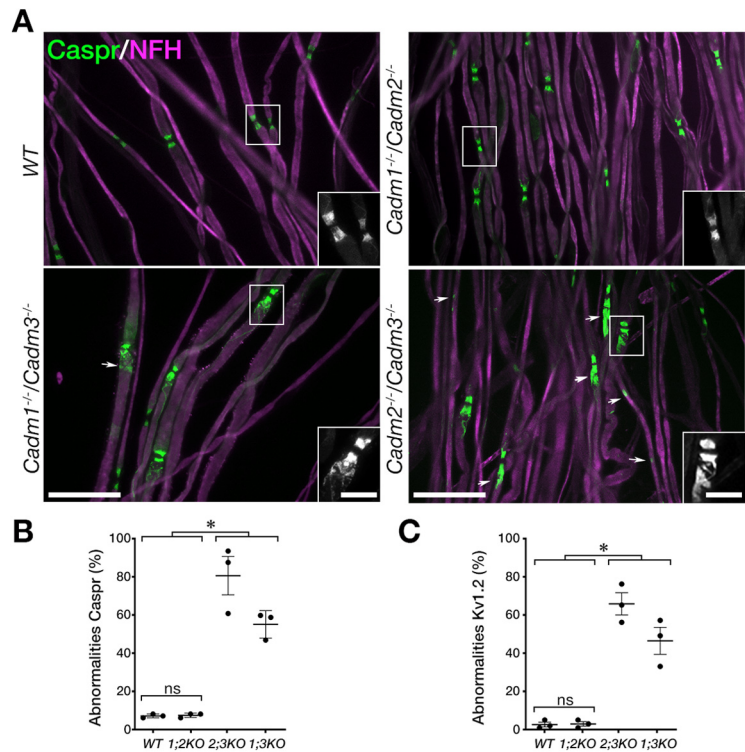 A
Caspr/NFH
WT
Cadm1-/-/Cadm2-/-
Cadm1-/-/Cadm3-/-
Cadm2-/-/Cadm3-/-
B
Abnormalities Caspr (%)
100
80
60
40
20
0
*
ns
WT 1;2KO 2;3KO 1;3KO
C
Abnormalities Kv1.2 (%)
100
80
60
40
20
0
*
ns
WT 1;2KO 2;3KO 1;3KO